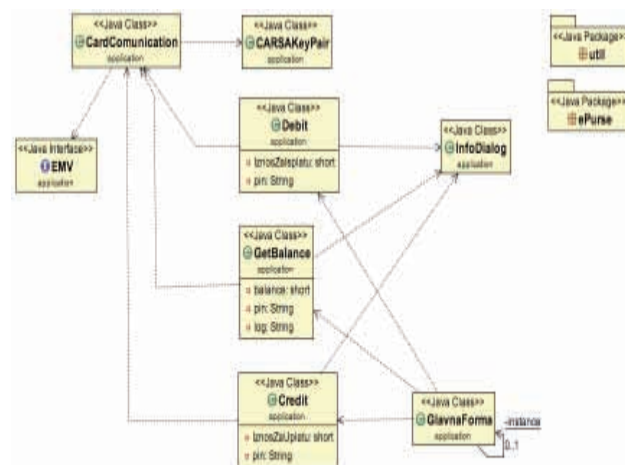 <<Java Class>>
CardComunication
application
<<Java Class>>
CARSAKeyPair
application
<<Java Package>>
util
<<Java Package>>
ePurse
<<Java Interface>>
EMV
application
<<Java Class>>
Debit
application
IznosZaIsplatu: short
pin: String
<<Java Class>>
InfoDialog
application
<<Java Class>>
GetBalance
application
balance: short
pin: String
log: String
<<Java Class>>
Credit
application
IznosZaUplatu: short
pin: String
<<Java Class>>
GlavnaForma
application
-instance
0..1